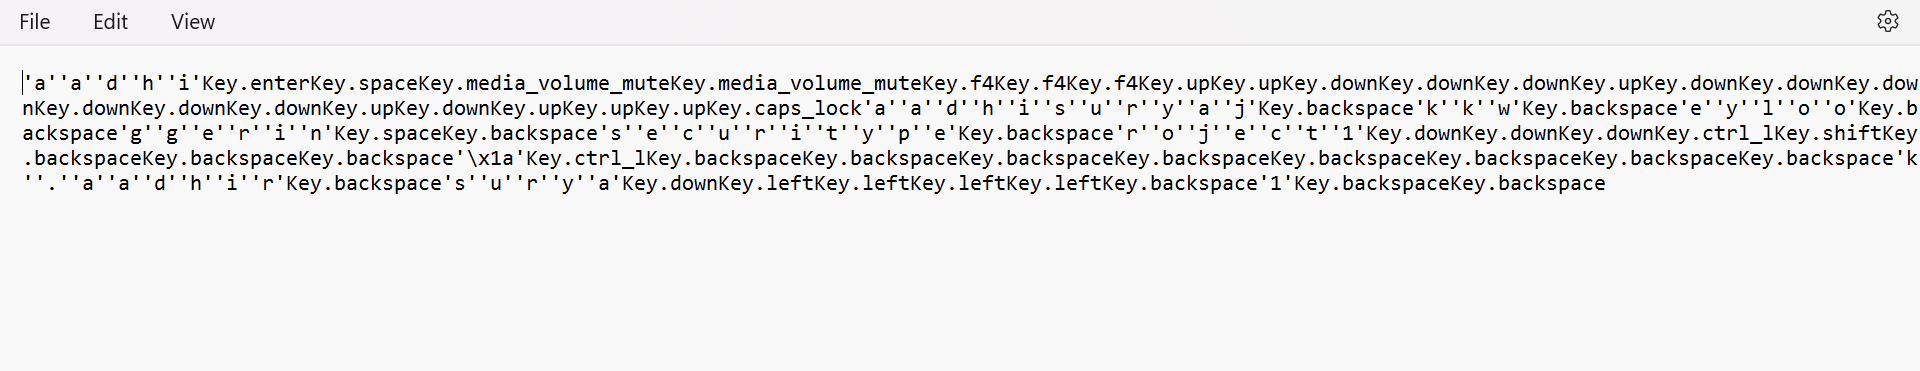 File Edit View
'a''a''d''h''i'Key.enterKey.spaceKey.media_volume_muteKey.media_volume_muteKey.f4Key.f4Key.f4Key.upKey.upKey.downKey.downKey.downKey.upKey.downKey.downKey.dow
nKey.downKey.downKey.downKey.upKey.downKey.upKey.upKey.upKey.caps_lock'a''a''d''h''i''s''u''r''y''a''j'Key.backspace'k''k''w'Key.backspace'e''y''l''o''o'Key.b
ackspace'g''g''e''r''i''n'Key.spaceKey.backspace's''e''c''u''r''i''t''y''p''e'Key.backspace'r''o''j''e''c''t''1'Key.downKey.downKey.downKey.ctrl_lKey.shiftKey
.backspaceKey.backspaceKey.backspace'\x1a'Key.ctrl_lKey.backspaceKey.backspaceKey.backspaceKey.backspaceKey.backspaceKey.backspaceKey.backspaceKey.backspace'k
''.''a''a''d''h''i''r'Key.backspace's''u''r''y''a'Key.downKey.leftKey.leftKey.leftKey.leftKey.backspace'1'Key.backspaceKey.backspace